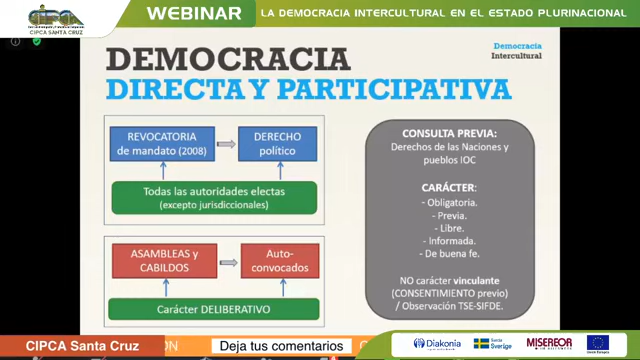 CIPCA
CIPCA SANTA CRUZ
WEBINAR
LA DEMOCRACIA INTERCULTURAL EN EL ESTADO PLURINACIONAL
DEMOCRACIA
DIRECTA Y PARTICIPATIVA
Democracia
Intercultural
REVOCATORIA
de mandato (2008)
DERECHO
político
Todas las autoridades electas
(excepto jurisdiccionales)
ASAMBLEAS y
CABILDOS
Auto-
convocados
Carácter DELIBERATIVO
CONSULTA PREVIA:
Derechos de las Naciones y
pueblos IOC
CARÁCTER:
- Obligatoria.
- Previa.
- Libre.
- Informada.
- De buena fe.
NO carácter vinculante
(CONSENTIMIENTO previo)
/ Observación TSE-SIFDE.
CIPCA Santa Cruz
Deja tus comentarios
Diakonia
Suecia
Sverige
MISEREOR